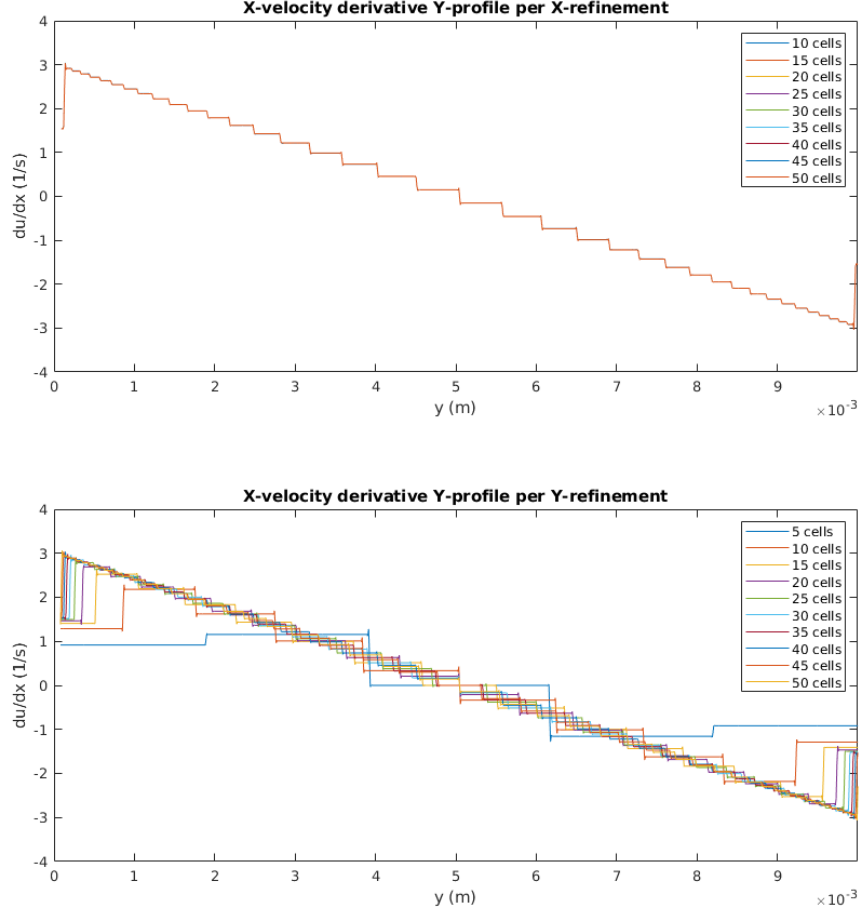 X-velocity derivative Y-profile per X-refinement
4
3
2
1
0
-1
-2
-3
-4
du/dx (1/s)
10 cells
15 cells
20 cells
25 cells
30 cells
35 cells
40 cells
45 cells
50 cells
0 1 2 3 4 5 6 7 8 9
y (m)
×10-3
X-velocity derivative Y-profile per Y-refinement
4
3
2
1
0
-1
-2
-3
-4
du/dx (1/s)
5 cells
10 cells
15 cells
20 cells
25 cells
30 cells
35 cells
40 cells
45 cells
50 cells
0 1 2 3 4 5 6 7 8 9
y (m)
×10-3